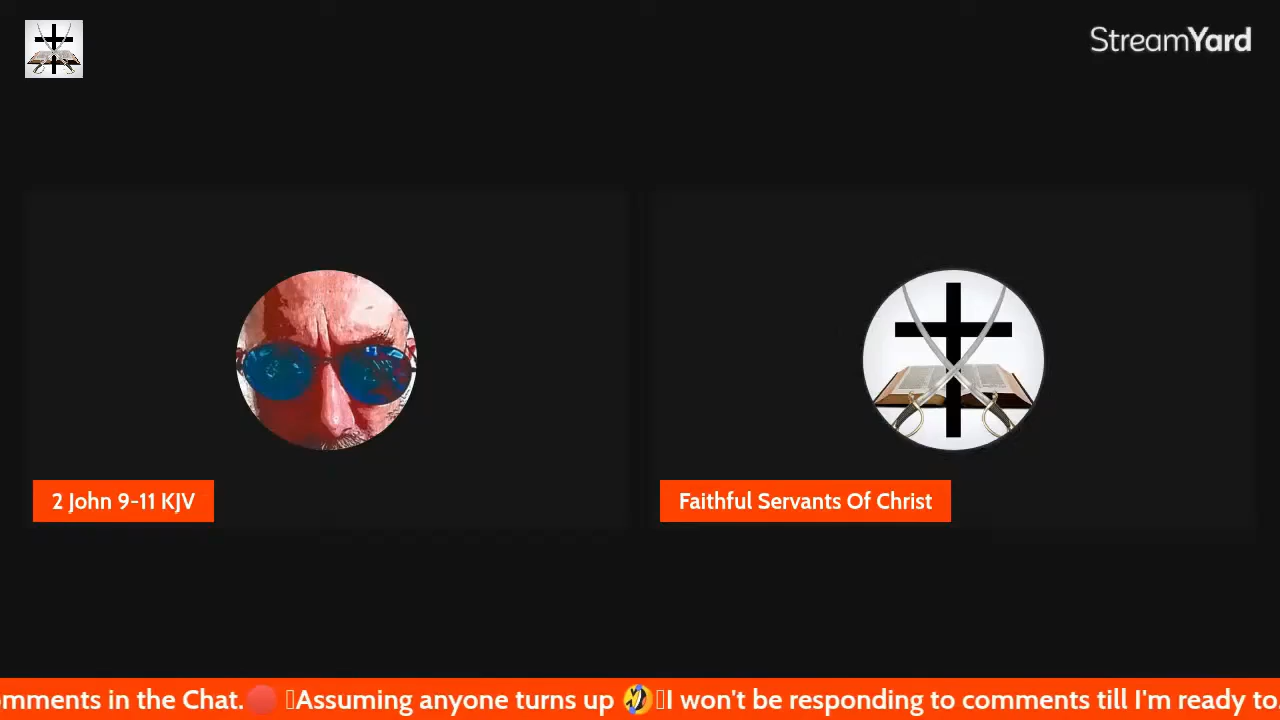 StreamYard
2 John 9-11 KJV
Faithful Servants Of Christ
omments in the Chat.🔴 Assuming anyone turns up 🤣 I won't be responding to comments till I'm ready to.